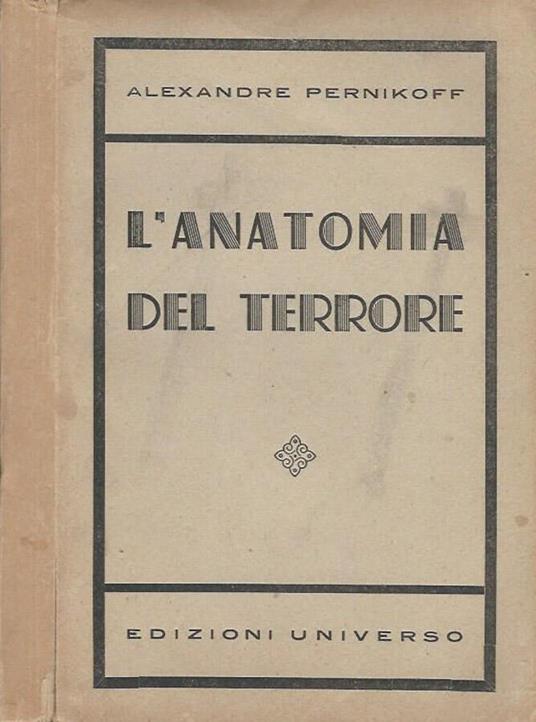 ALEXANDRE PERNIKOFF
L'ANATOMIA
DEL TERRORE
EDIZIONI UNIVERSO